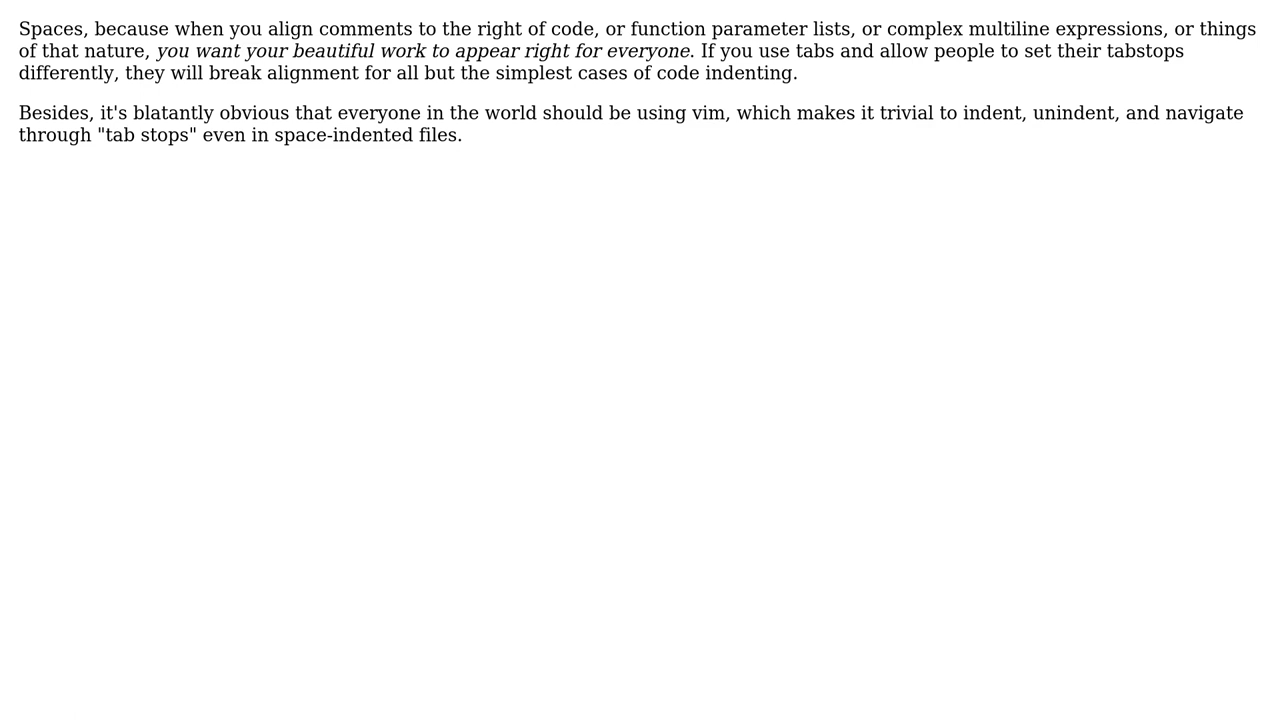 Spaces, because when you align comments to the right of code, or function parameter lists, or complex multiline expressions, or things
of that nature, you want your beautiful work to appear right for everyone. If you use tabs and allow people to set their tabstops
differently, they will break alignment for all but the simplest cases of code indenting.
Besides, it's blatantly obvious that everyone in the world should be using vim, which makes it trivial to indent, unindent, and navigate
through "tab stops" even in space-indented files.